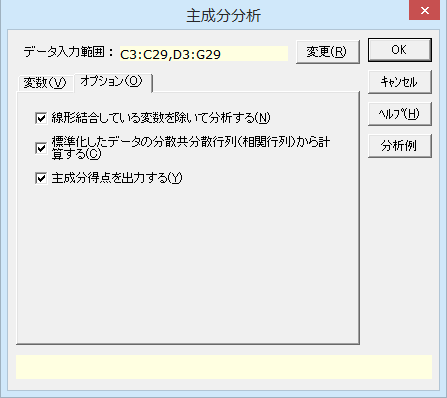 主成分分析
データ入力範囲： C3:C29,D3:G29 変更(R) OK
変数(V) オプション(O) キャンセル
線形結合している変数を除いて分析する(N) ヘルプ(H)
標準化したデータの分散共分散行列(相関行列)から計
算する(C) 分析例
主成分得点を出力する(Y)